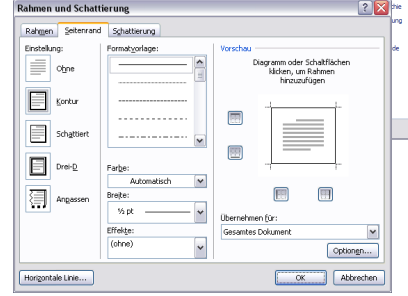 Rahmen und Schattierung
Rahmen Seitenrand Schattierung
Einstellung:
Ohne
Kontur
Schattiert
Drei-D
Anpassen
Formatvorlage:
Farbe:
Automatisch
Breite:
½ pt
Effekte:
(ohne)
Vorschau
Diagramm oder Schaltflächen
klicken, um Rahmen
hinzuzufügen
Übernehmen für:
Gesamtes Dokument
Optionen...
Horizontale Linie...
OK
Abbrechen